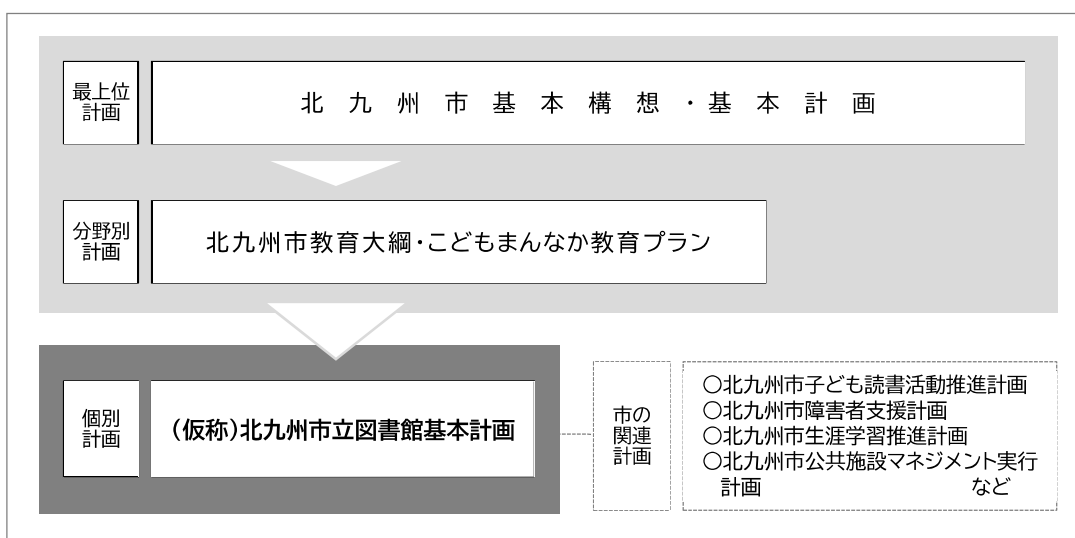 最上位
計画
北九州市基本構想・基本計画
分野別
計画
北九州市教育大綱・こどもまんなか教育プラン
個別
計画
（仮称）北九州市立図書館基本計画
市の
関連
計画
○北九州市子ども読書活動推進計画
○北九州市障害者支援計画
○北九州市生涯学習推進計画
○北九州市公共施設マネジメント実行
計画 など